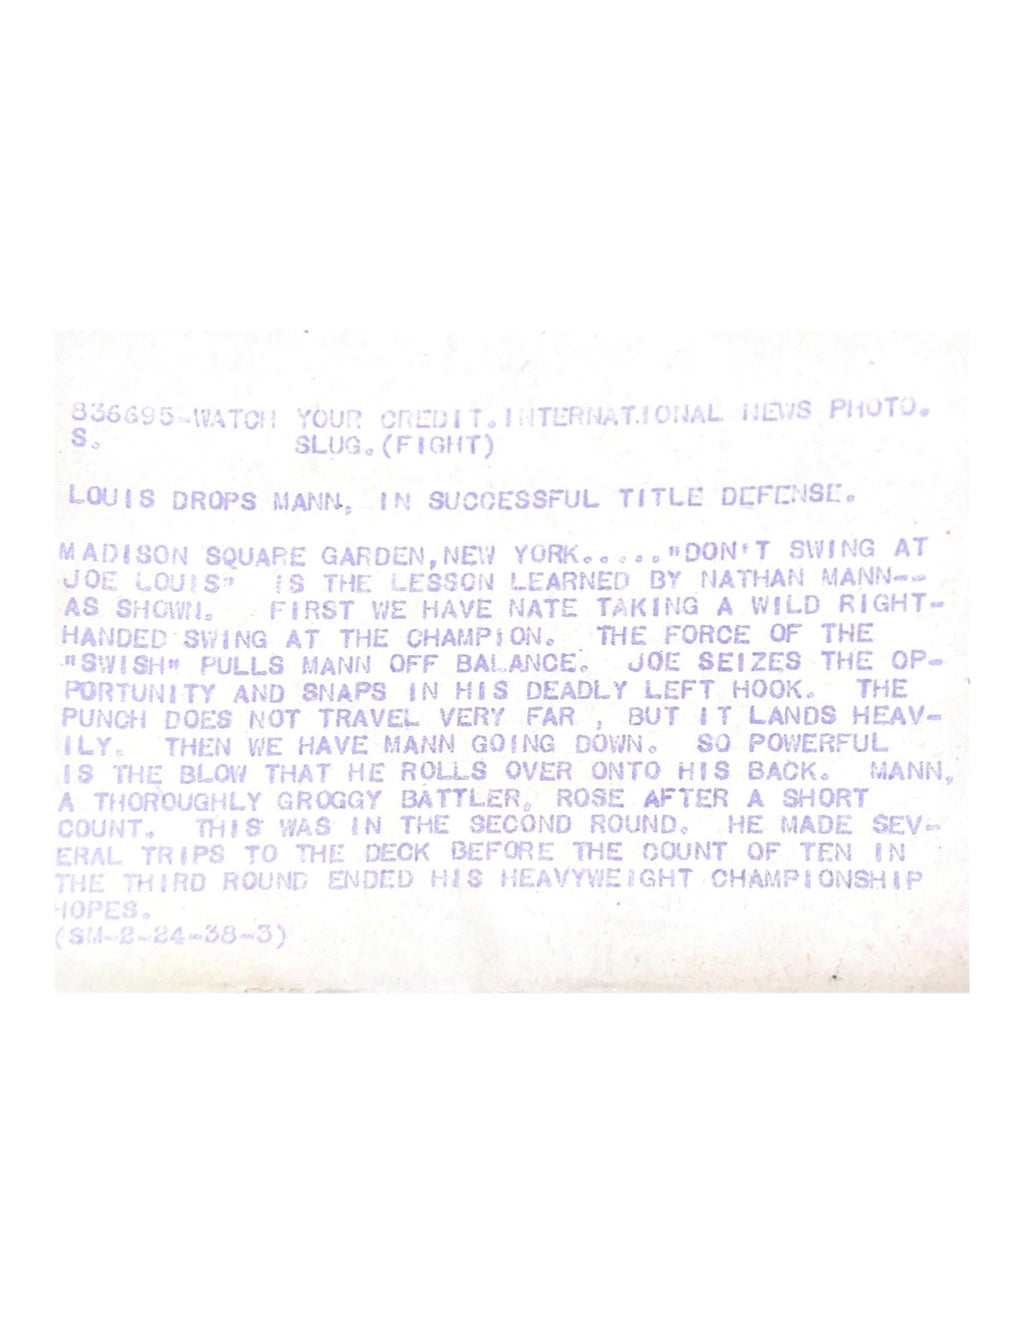 836695-WATCH YOUR CREDIT.INTERNATIONAL NEWS PHOTO.
S. SLUG.(FIGHT)
LOUIS DROPS MANN, IN SUCCESSFUL TITLE DEFENSE.
MADISON SQUARE GARDEN,NEW YORK....."DON'T SWING AT
JOE LOUIS" IS THE LESSON LEARNED BY NATHAN MANN--
AS SHOWN. FIRST WE HAVE NATE TAKING A WILD RIGHT-
HANDED SWING AT THE CHAMPION. THE FORCE OF THE
"SWISH" PULLS MANN OFF BALANCE. JOE SEIZES THE OP-
PORTUNITY AND SNAPS IN HIS DEADLY LEFT HOOK. THE
PUNCH DOES NOT TRAVEL VERY FAR , BUT IT LANDS HEAV-
ILY. THEN WE HAVE MANN GOING DOWN. SO POWERFUL
IS THE BLOW THAT HE ROLLS OVER ONTO HIS BACK. MANN,
A THOROUGHLY GROGGY BATTLER, ROSE AFTER A SHORT
COUNT. THIS WAS IN THE SECOND ROUND. HE MADE SEV-
ERAL TRIPS TO THE DECK BEFORE THE COUNT OF TEN IN
THE THIRD ROUND ENDED HIS HEAVYWEIGHT CHAMPIONSHIP
HOPES.
(SM-2-24-38-3)